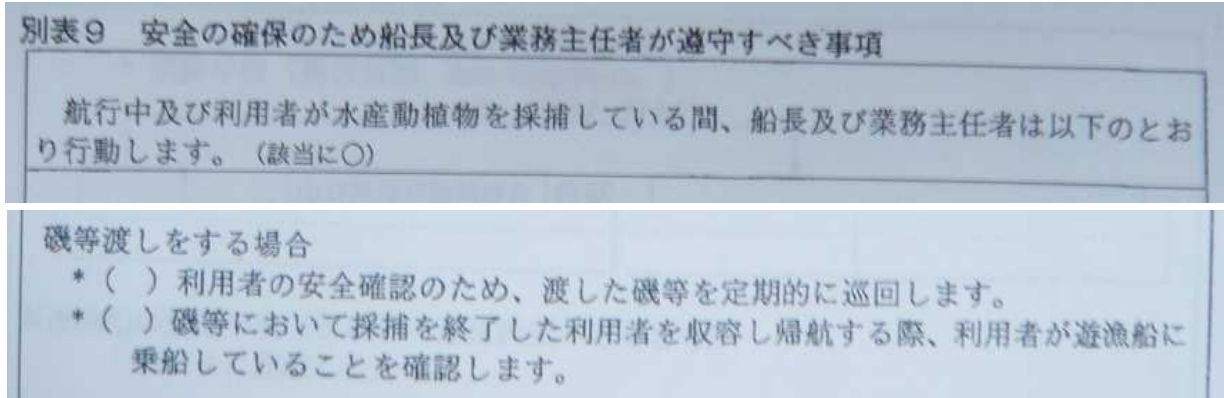 別表9　安全の確保のため船長及び業務主任者が遵守すべき事項
航行中及び利用者が水産動植物を採捕している間、船長及び業務主任者は以下のとお
り行動します。（該当に○）
磯等渡しをする場合
*（　）利用者の安全確認のため、渡した磯等を定期的に巡回します。
*（　）磯等において採捕を終了した利用者を収容し帰航する際、利用者が遊漁船に
乗船していることを確認します。